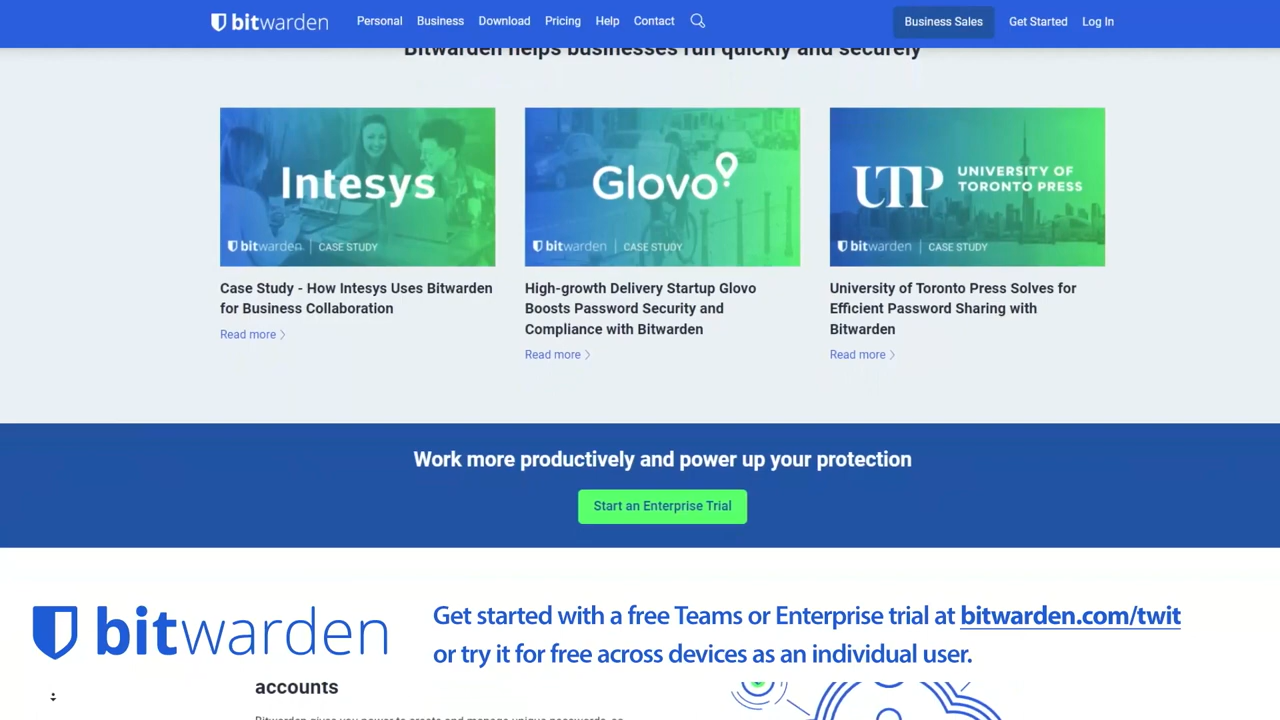 bitwarden Personal Business Download Pricing Help Contact Business Sales Get Started Log In
Bitwarden helps businesses run quickly and securely
Intesys
bitwarden | CASE STUDY
Glovo
bitwarden | CASE STUDY
UTP UNIVERSITY OF
TORONTO PRESS
bitwarden | CASE STUDY
Case Study - How Intesys Uses Bitwarden
for Business Collaboration
Read more
High-growth Delivery Startup Glovo
Boosts Password Security and
Compliance with Bitwarden
Read more
University of Toronto Press Solves for
Efficient Password Sharing with
Bitwarden
Read more
Work more productively and power up your protection
Start an Enterprise Trial
bitwarden
Get started with a free Teams or Enterprise trial at bitwarden.com/twit
or try it for free across devices as an individual user.
accounts